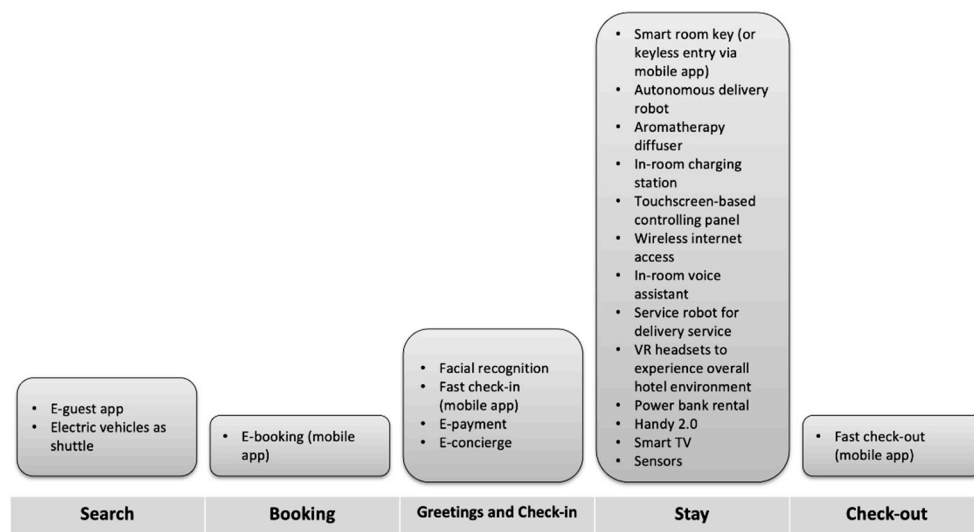 • E-guest app
• Electric vehicles as
shuttle
• E-booking (mobile
app)
• Facial recognition
• Fast check-in
(mobile app)
• E-payment
• E-concierge
• Smart room key (or
keyless entry via
mobile app)
• Autonomous delivery
robot
• Aromatherapy
diffuser
• In-room charging
station
• Touchscreen-based
controlling panel
• Wireless internet
access
• In-room voice
assistant
• Service robot for
delivery service
• VR headsets to
experience overall
hotel environment
• Power bank rental
• Handy 2.0
• Smart TV
• Sensors
• Fast check-out
(mobile app)
Search
Booking
Greetings and Check-in
Stay
Check-out